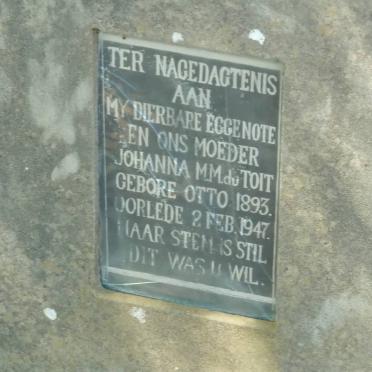 TER NAGEDAGTENIS
AAN
MY DIERBARE EGGENOTE
EN ONS MOEDER
JOHANNA M.M. du TOIT
GEBORE OTTO 1893.
OORLEDE 2 FEB. 1947.
HAAR STEM IS STIL
DIT WAS U WIL.